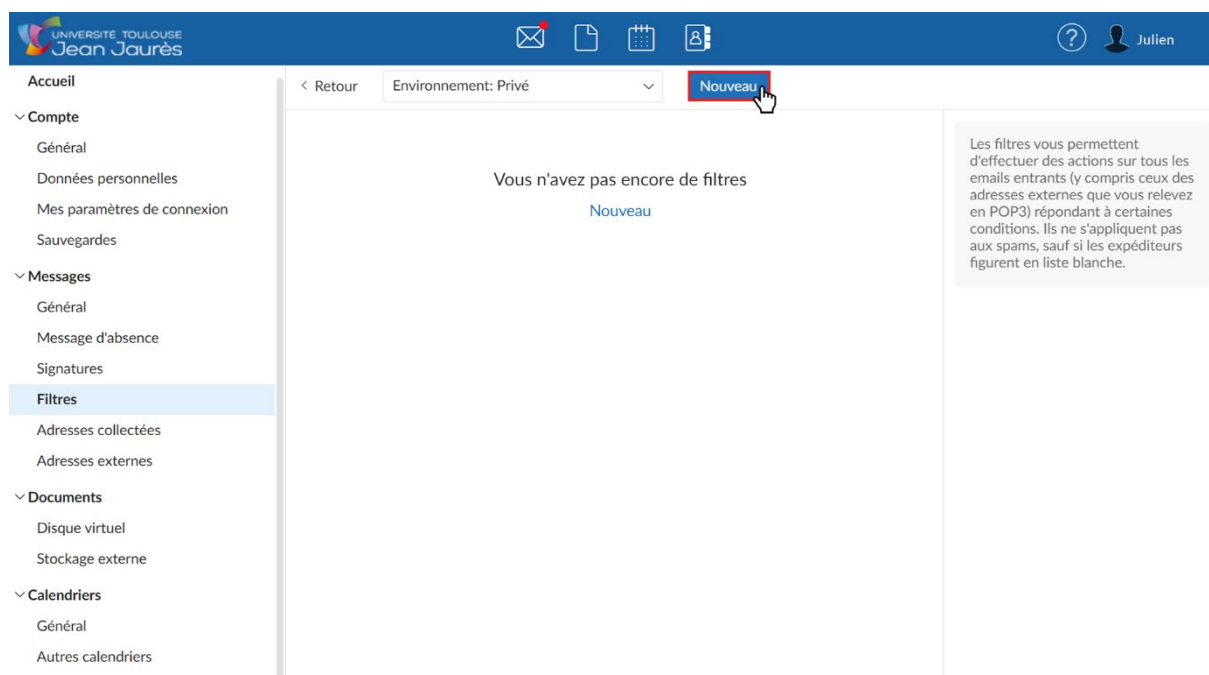 UNIVERSITÉ TOULOUSE
Jean Jaurès
Julien
Accueil
< Retour
Environnement: Privé
Nouveau
Compte
Général
Données personnelles
Mes paramètres de connexion
Sauvegardes
Messages
Général
Message d'absence
Signatures
Filtres
Adresses collectées
Adresses externes
Documents
Disque virtuel
Stockage externe
Calendriers
Général
Autres calendriers
Vous n'avez pas encore de filtres
Nouveau
Les filtres vous permettent
d'effectuer des actions sur tous les
emails entrants (y compris ceux des
adresses externes que vous relevez
en POP3) répondant à certaines
conditions. Ils ne s'appliquent pas
aux spams, sauf si les expéditeurs
figurent en liste blanche.